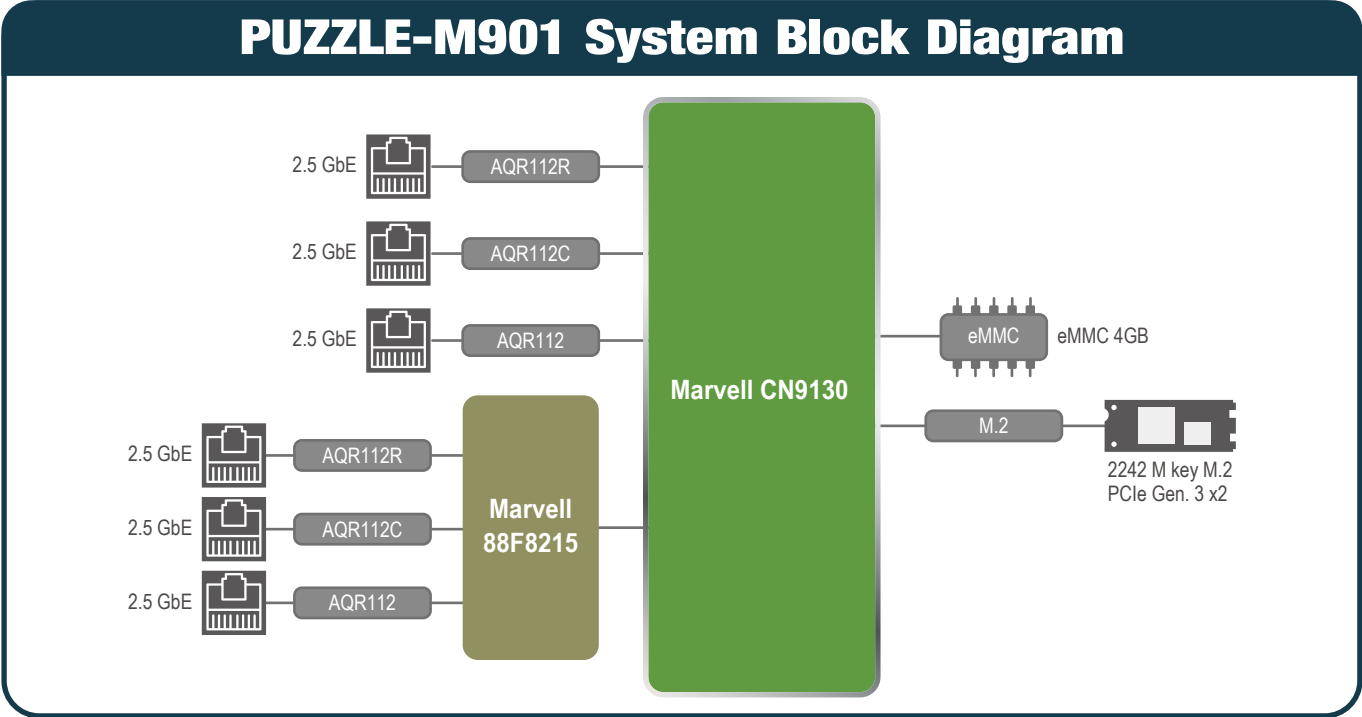 PUZZLE-M901 System Block Diagram
2.5 GbE
AQR112R
2.5 GbE
AQR112C
2.5 GbE
AQR112
2.5 GbE
AQR112R
2.5 GbE
AQR112C
2.5 GbE
AQR112
Marvell
88F8215
Marvell CN9130
eMMC
eMMC 4GB
M.2
2242 M key M.2
PCIe Gen. 3 x2